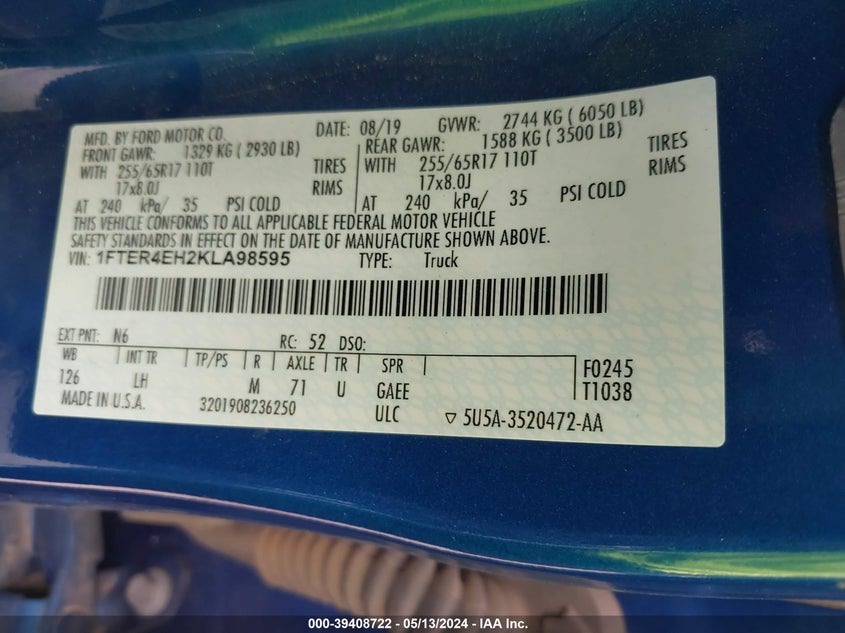 MFD. BY FORD MOTOR CO. DATE: 08/19 GVWR: 2744 KG ( 6050 LB)
FRONT GAWR: 1329 KG ( 2930 LB) REAR GAWR: 1588 KG ( 3500 LB)
WITH 255/65R17 110T TIRES WITH 255/65R17 110T TIRES
17x8.0J RIMS 17x8.0J RIMS
AT 240 kPa/ 35 PSI COLD AT 240 kPa/ 35 PSI COLD
THIS VEHICLE CONFORMS TO ALL APPLICABLE FEDERAL MOTOR VEHICLE
SAFETY STANDARDS IN EFFECT ON THE DATE OF MANUFACTURE SHOWN ABOVE.
VIN: 1FTER4EH2KLA98595 TYPE: Truck
EXT PNT: N6 RC: 52 DSO:
WB INT TR TP/PS R AXLE TR SPR F0245
126 LH M 71 U GAEE T1038
MADE IN U.S.A. 3201908236250 ULC ▽ 5U5A-3520472-AA
000-39408722 - 05/13/2024 - IAA Inc.